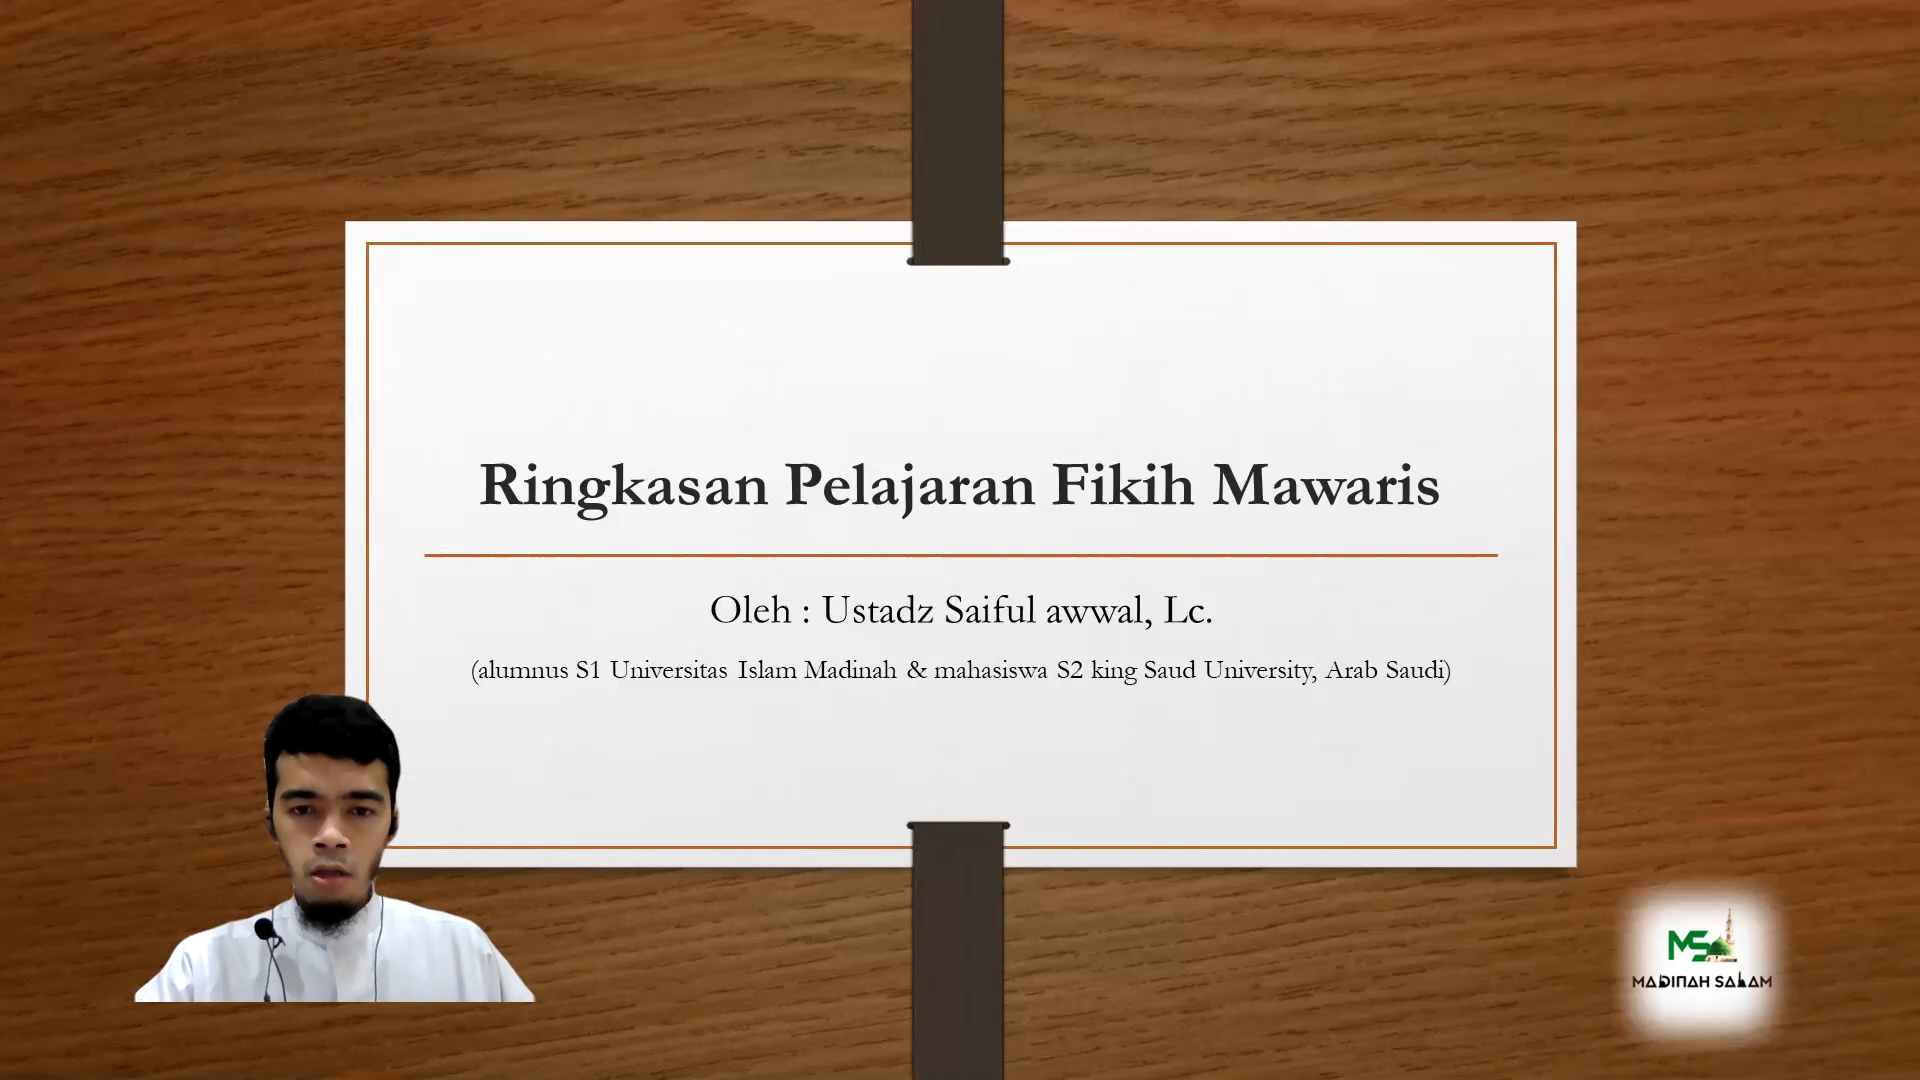 Ringkasan Pelajaran Fikih Mawaris
Oleh : Ustadz Saiful awwal, Lc.
(alumnus S1 Universitas Islam Madinah & mahasiswa S2 king Saud University, Arab Saudi)
MS
MADINAH SALAM